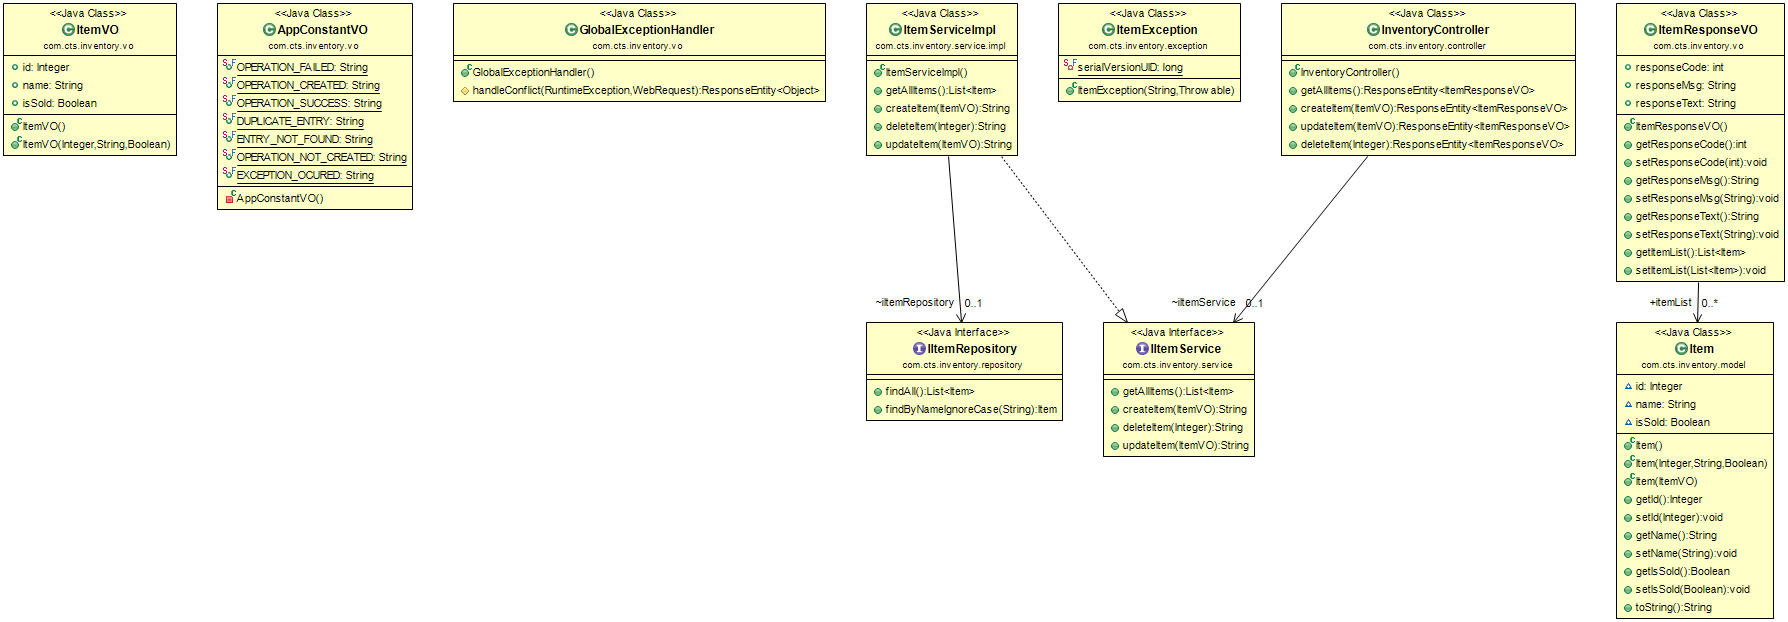 <<Java Class>>
ItemVO
com.cts.inventory.vo
id: Integer
name: String
isSold: Boolean
ItemVO()
ItemVO(Integer,String,Boolean)
<<Java Class>>
AppConstantVO
com.cts.inventory.vo
OPERATION_FAILED: String
OPERATION_CREATED: String
OPERATION_SUCCESS: String
DUPLICATE_ENTRY: String
ENTRY_NOT_FOUND: String
OPERATION_NOT_CREATED: String
EXCEPTION_OCURED: String
AppConstantVO()
<<Java Class>>
GlobalExceptionHandler
com.cts.inventory.vo
GlobalExceptionHandler()
handleConflict(RuntimeException,WebRequest):ResponseEntity<Object>
<<Java Class>>
ItemServiceImpl
com.cts.inventory.service.impl
ItemServiceImpl()
getAllItems():List<Item>
createItem(ItemVO):String
deleteItem(Integer):String
updateItem(ItemVO):String
<<Java Class>>
ItemException
com.cts.inventory.exception
serialVersionUID: long
ItemException(String,Throwable)
<<Java Class>>
InventoryController
com.cts.inventory.controller
InventoryController()
getAllItems():ResponseEntity<ItemResponseVO>
createItem(ItemVO):ResponseEntity<ItemResponseVO>
updateItem(ItemVO):ResponseEntity<ItemResponseVO>
deleteItem(Integer):ResponseEntity<ItemResponseVO>
<<Java Class>>
ItemResponseVO
com.cts.inventory.vo
responseCode: int
responseMsg: String
responseText: String
ItemResponseVO()
getResponseCode():int
setResponseCode(int):void
getResponseMsg():String
setResponseMsg(String):void
getResponseText():String
setResponseText(String):void
getItemList():List<Item>
setItemList(List<Item>):void
~iItemRepository 0..1
~iItemService 0..1
+itemList 0..*
<<Java Interface>>
IItemRepository
com.cts.inventory.repository
findAll():List<Item>
findByNameIgnoreCase(String):Item
<<Java Interface>>
IItemService
com.cts.inventory.service
getAllItems():List<Item>
createItem(ItemVO):String
deleteItem(Integer):String
updateItem(ItemVO):String
<<Java Class>>
Item
com.cts.inventory.model
id: Integer
name: String
isSold: Boolean
Item()
Item(Integer,String,Boolean)
Item(ItemVO)
getId():Integer
setId(Integer):void
getName():String
setName(String):void
getIsSold():Boolean
setIsSold(Boolean):void
toString():String